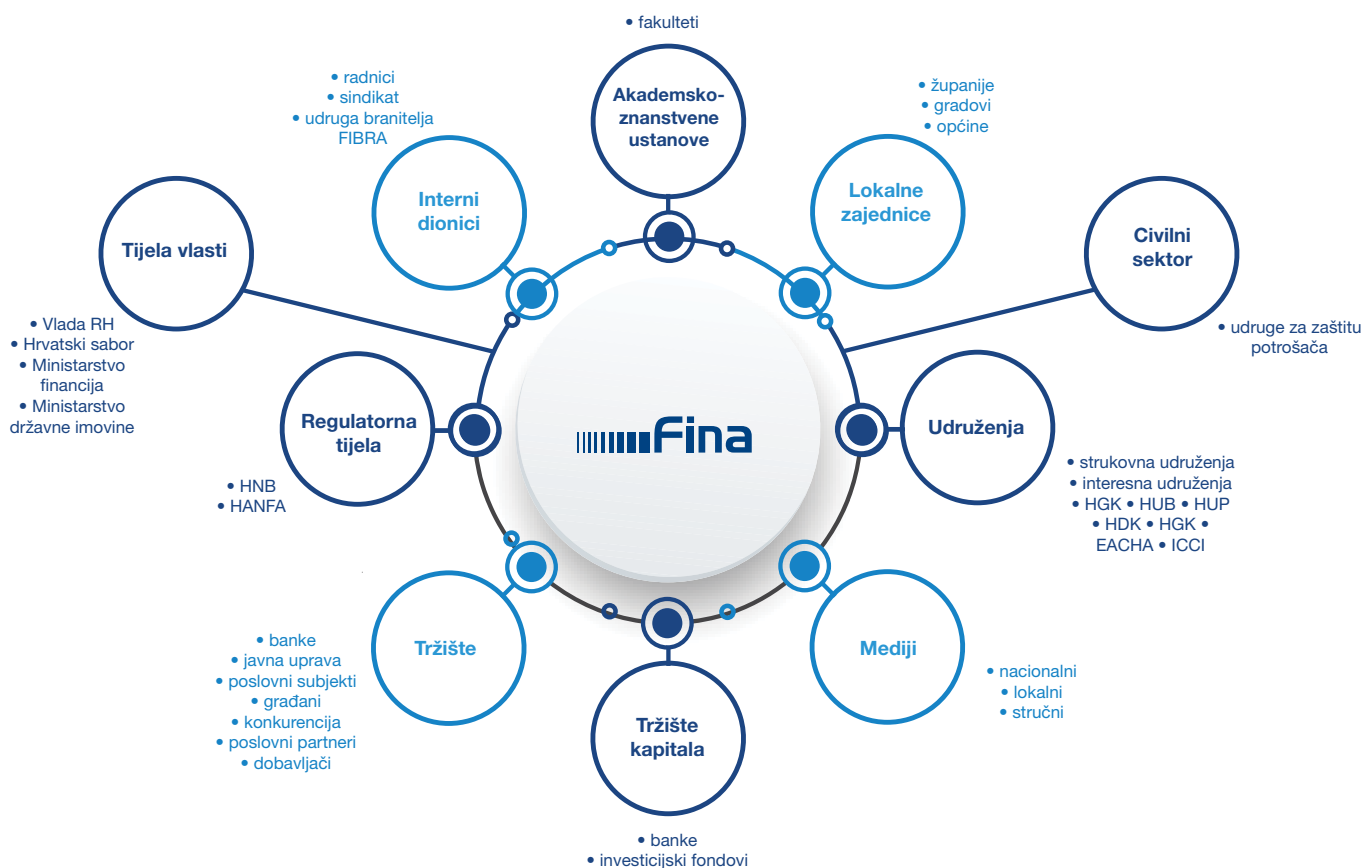 • fakulteti
Akademsko-
znanstvene
ustanove
• radnici
• sindikat
• udruga branitelja
FIBRA
Interni
dionici
• županije
• gradovi
• općine
Lokalne
zajednice
Tijela vlasti
• Vlada RH
• Hrvatski sabor
• Ministarstvo
financija
• Ministarstvo
državne imovine
Civilni
sektor
• udruge za zaštitu
potrošača
Regulatorna
tijela
• HNB
• HANFA
Fina
Udruženja
• strukovna udruženja
• interesna udruženja
• HGK • HUB • HUP
• HDK • HGK •
EACHA • ICCI
Tržište
• banke
• javna uprava
• poslovni subjekti
• građani
• konkurencija
• poslovni partneri
• dobavljači
Tržište
kapitala
• banke
• investicijski fondovi
Mediji
• nacionalni
• lokalni
• stručni